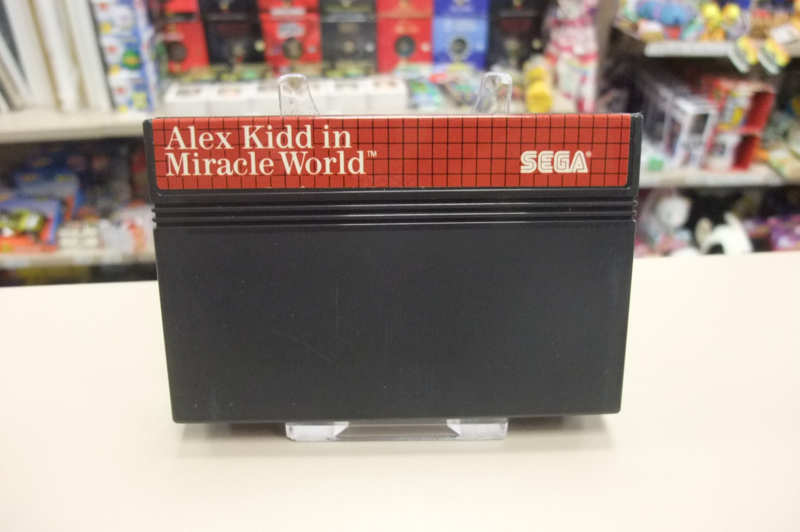 Alex Kidd in
Miracle World™
SEGA®